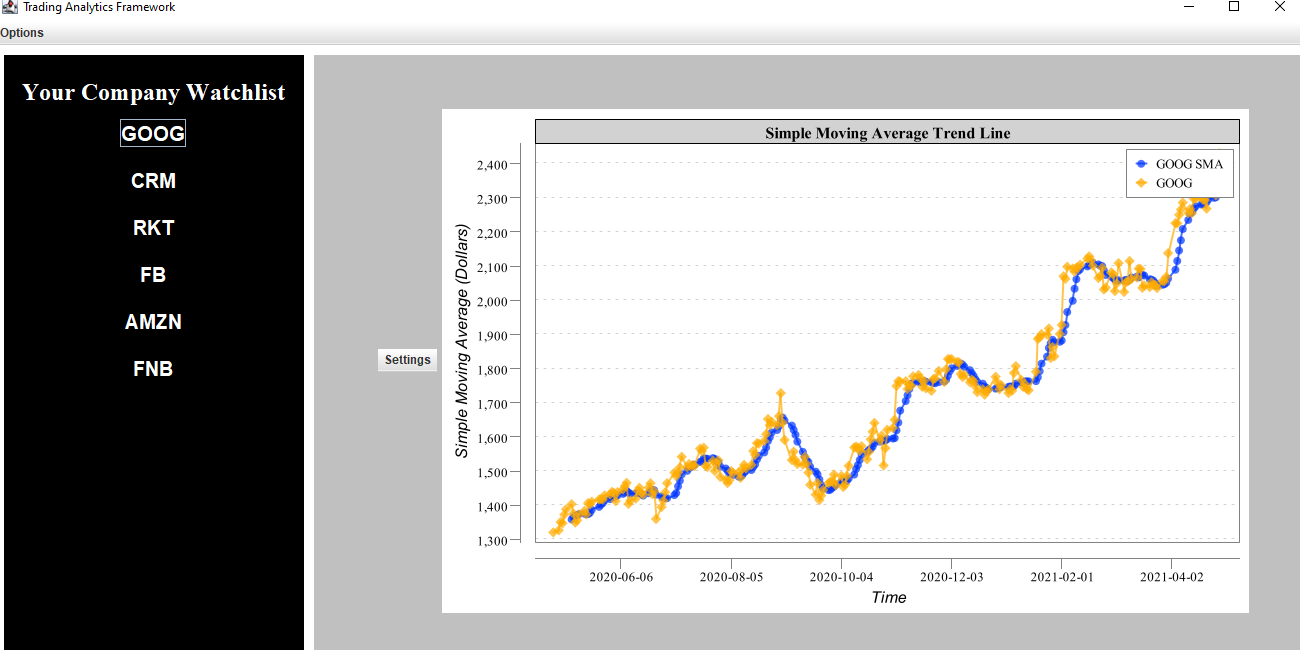 Trading Analytics Framework
Options
Your Company Watchlist
GOOG
CRM
RKT
FB
AMZN
FNB
Settings
Simple Moving Average Trend Line
GOOG SMA
GOOG
Simple Moving Average (Dollars)
2,400
2,300
2,200
2,100
2,000
1,900
1,800
1,700
1,600
1,500
1,400
1,300
2020-06-06 2020-08-05 2020-10-04 2020-12-03 2021-02-01 2021-04-02
Time